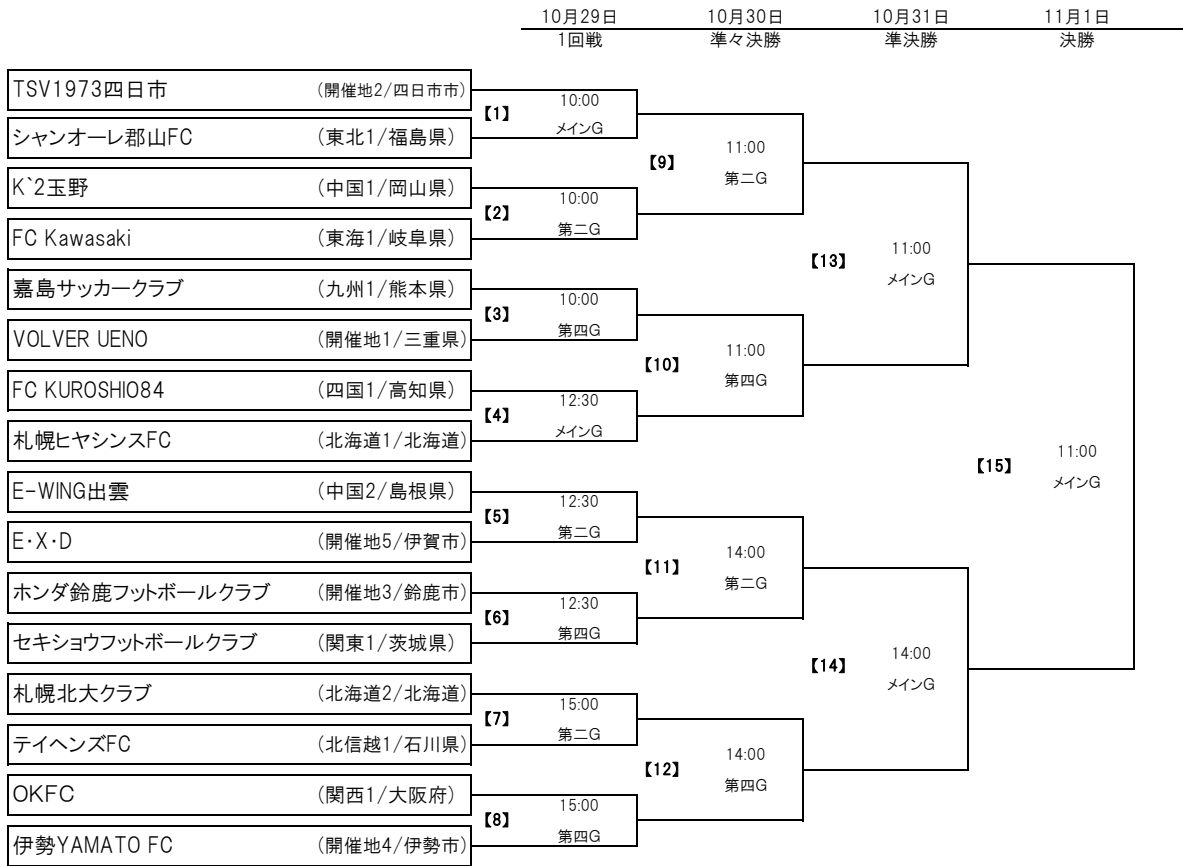 10月29日 10月30日 10月31日 11月1日
1回戦 準々決勝 準決勝 決勝
TSV1973四日市 (開催地2/四日市市)
【1】 10:00 メインG
シャンオーレ郡山FC (東北1/福島県)
【9】 11:00 第二G
K`2玉野 (中国1/岡山県)
【2】 10:00 第二G
FC Kawasaki (東海1/岐阜県)
【13】 11:00 メインG
嘉島サッカークラブ (九州1/熊本県)
【3】 10:00 第四G
VOLVER UENO (開催地1/三重県)
【10】 11:00 第四G
FC KUROSHIO84 (四国1/高知県)
【4】 12:30 メインG
札幌ヒヤシンスFC (北海道1/北海道)
【15】 11:00 メインG
E-WING出雲 (中国2/島根県)
【5】 12:30 第二G
E・X・D (開催地5/伊賀市)
【11】 14:00 第二G
ホンダ鈴鹿フットボールクラブ (開催地3/鈴鹿市)
【6】 12:30 第四G
セキショウフットボールクラブ (関東1/茨城県)
【14】 14:00 メインG
札幌北大クラブ (北海道2/北海道)
【7】 15:00 第二G
テイヘンズFC (北信越1/石川県)
【12】 14:00 第四G
OKFC (関西1/大阪府)
【8】 15:00 第四G
伊勢YAMATO FC (開催地4/伊勢市)